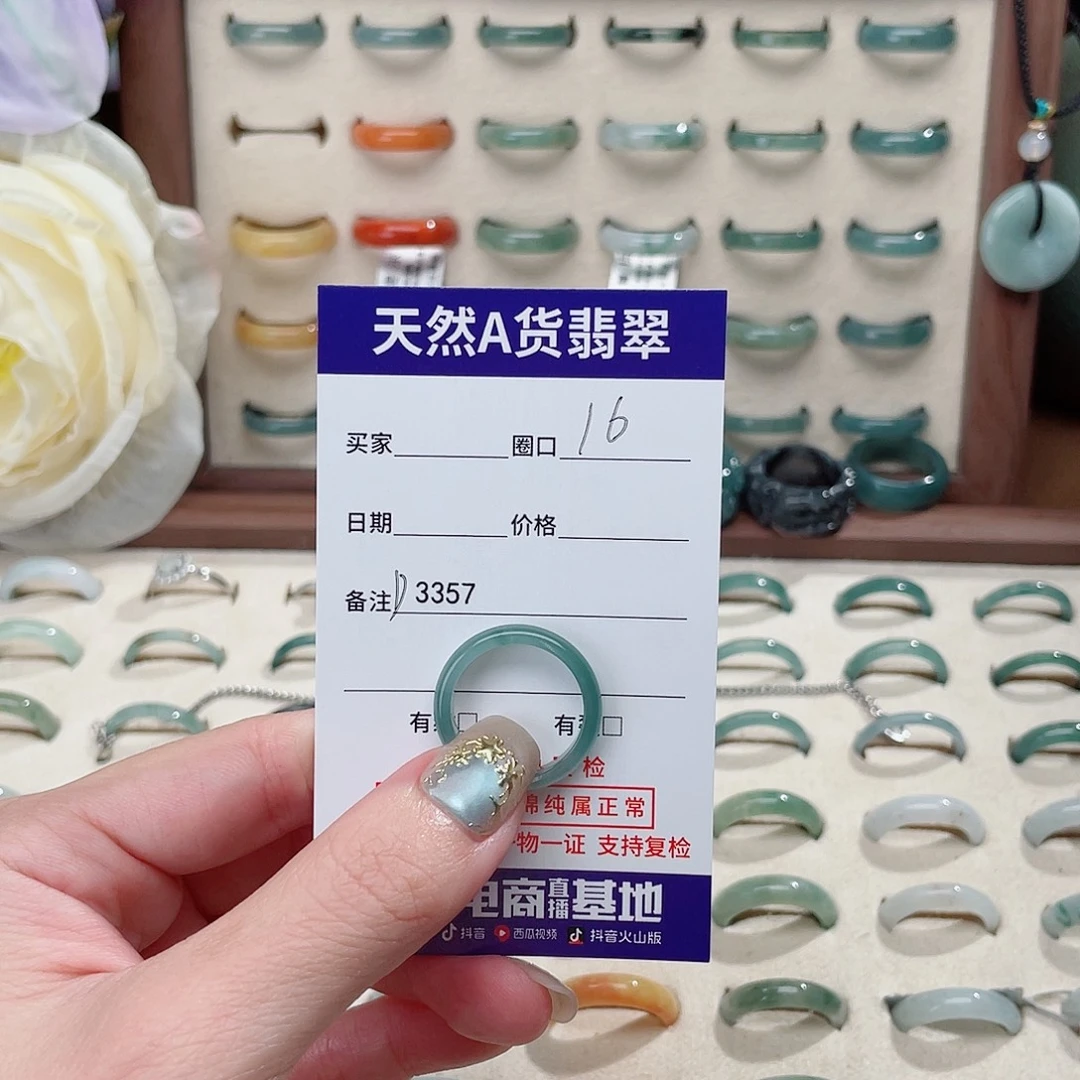 天然A货翡翠
买家 圈口 16
日期 价格
备注 D 3357
有 有
检
棉纯属正常
物一证 支持复检
电商直播基地
抖音 西瓜视频 抖音火山版